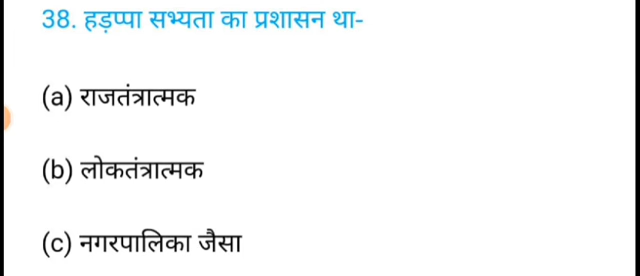 38. हड़प्पा सभ्यता का प्रशासन था-
(a) राजतंत्रात्मक
(b) लोकतंत्रात्मक
(c) नगरपालिका जैसा